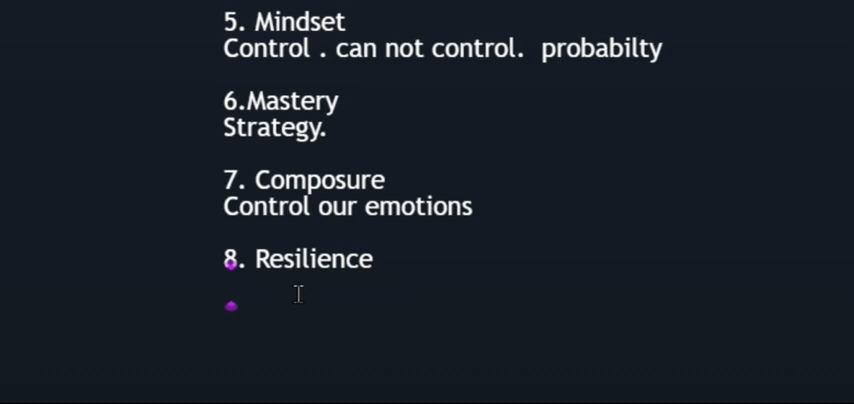 5. Mindset
Control . can not control.  probabilty
6.Mastery
Strategy.
7. Composure
Control our emotions
8. Resilience